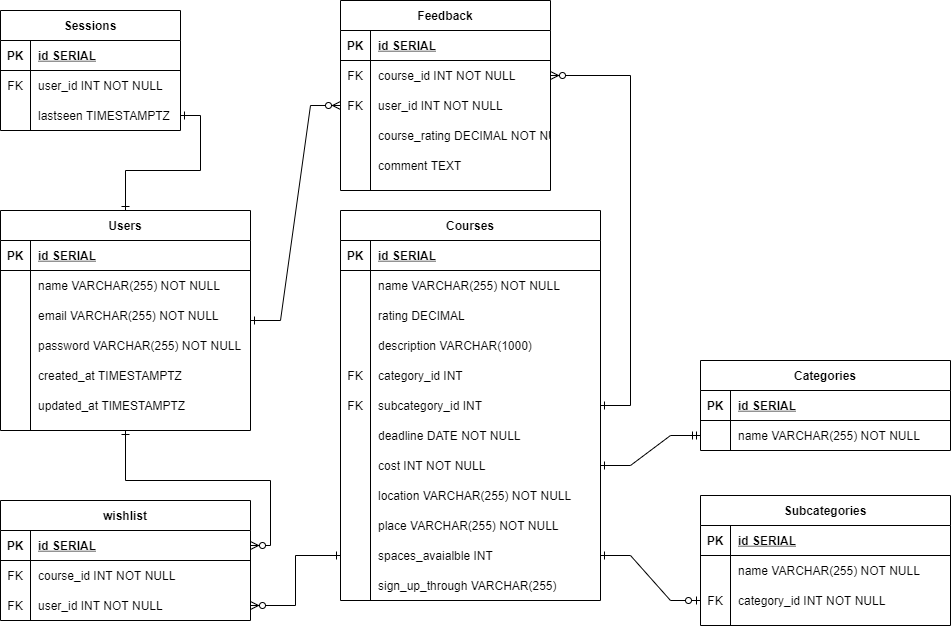 Sessions
PK id SERIAL
FK user_id INT NOT NULL
lastseen TIMESTAMPTZ
Feedback
PK id SERIAL
FK course_id INT NOT NULL
FK user_id INT NOT NULL
course_rating DECIMAL NOT NU
comment TEXT
Users
PK id SERIAL
name VARCHAR(255) NOT NULL
email VARCHAR(255) NOT NULL
password VARCHAR(255) NOT NULL
created_at TIMESTAMPTZ
updated_at TIMESTAMPTZ
Courses
PK id SERIAL
name VARCHAR(255) NOT NULL
rating DECIMAL
description VARCHAR(1000)
FK category_id INT
FK subcategory_id INT
deadline DATE NOT NULL
cost INT NOT NULL
location VARCHAR(255) NOT NULL
place VARCHAR(255) NOT NULL
spaces_avaialble INT
sign_up_through VARCHAR(255)
Categories
PK id SERIAL
name VARCHAR(255) NOT NULL
wishlist
PK id SERIAL
FK course_id INT NOT NULL
FK user_id INT NOT NULL
Subcategories
PK id SERIAL
name VARCHAR(255) NOT NULL
FK category_id INT NOT NULL